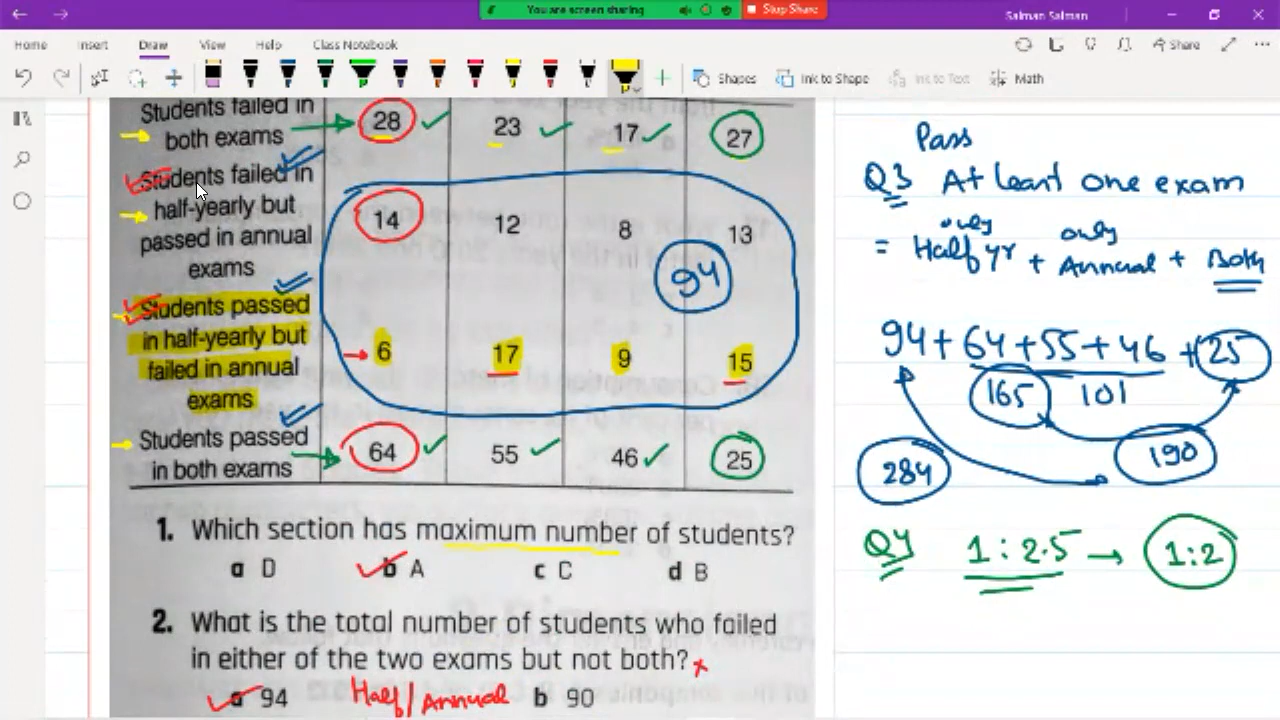 You are screen sharing
Stop Share
Salman Salman
Home Insert Draw View Help Class Notebook
Share
Shapes Ink to Shape Ink to Text Math
Students failed in
both exams 28 23 17 27
Students failed in
half-yearly but
passed in annual
exams 14 12 8 13
94
Students passed
in half-yearly but
failed in annual
exams 6 17 9 15
Students passed
in both exams 64 55 46 25
1. Which section has maximum number of students?
a D b A c C d B
2. What is the total number of students who failed
in either of the two exams but not both?
a 94 Half/Annual b 90
Pass
Q3 At least one exam
only only
= Half yr + Annual + Both
94 + 64 + 55 + 46 + 25
165 101
190
284
Q4 1 : 2.5 → 1:2